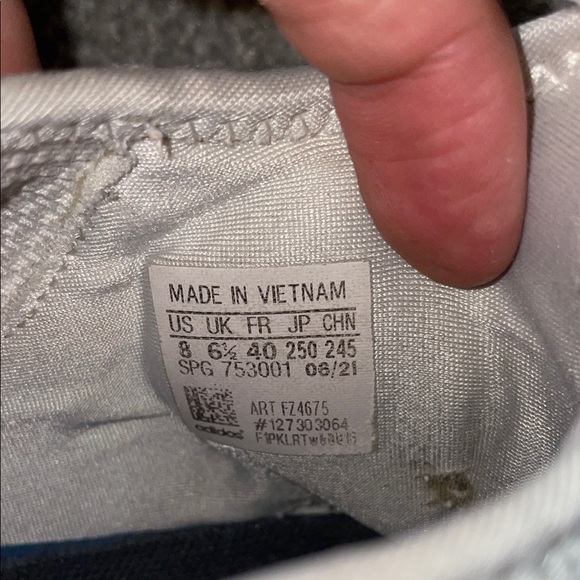 MADE IN VIETNAM
US UK FR JP CHN
8 6½ 40 250 245
SPG 753001 06/21
ART FZ4675
#127303064
adidas